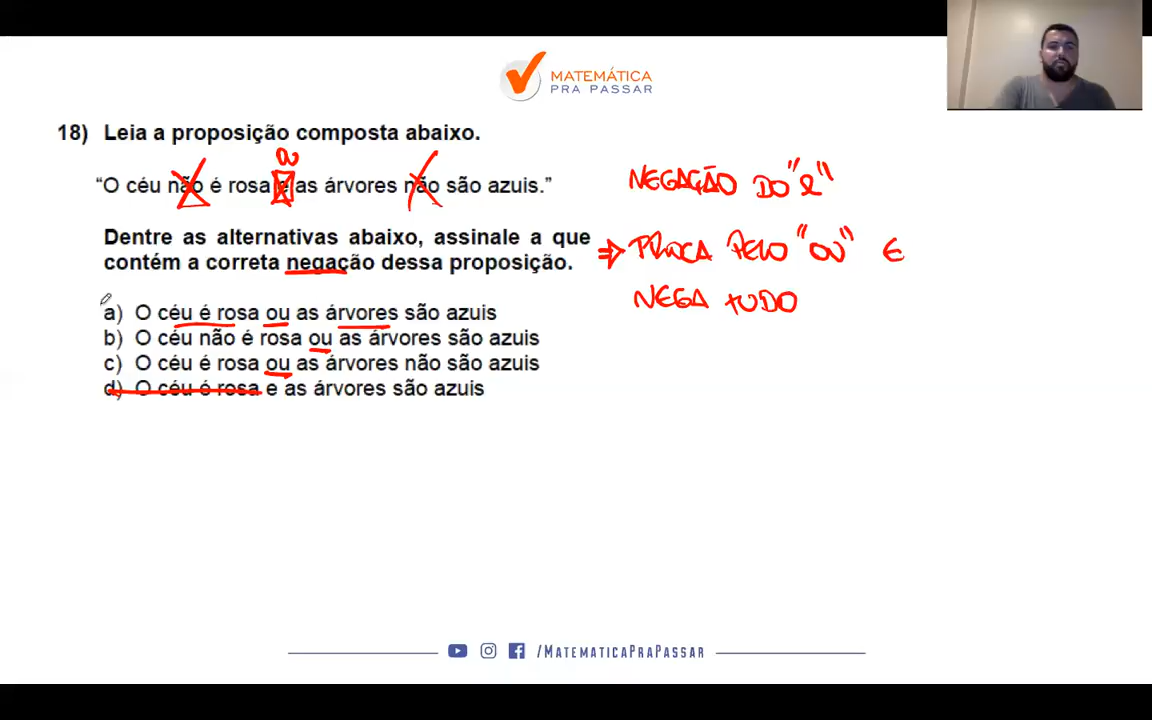 MATEMÁTICA
PRA PASSAR
18) Leia a proposição composta abaixo.
a
"O céu não é rosa e as árvores não são azuis."
NEGAÇÃO DO "e"
Dentre as alternativas abaixo, assinale a que
contém a correta negação dessa proposição.
⇒ TROCA PELO "OU" E
NEGA TUDO
a) O céu é rosa ou as árvores são azuis
b) O céu não é rosa ou as árvores são azuis
c) O céu é rosa ou as árvores não são azuis
d) O céu é rosa e as árvores são azuis
/MATEMATICAPRAPASSAR